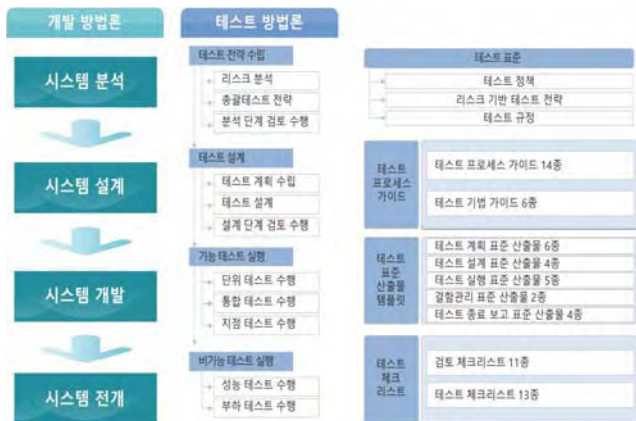 개발 방법론
시스템 분석
시스템 설계
시스템 개발
시스템 전개
테스트 방법론
테스트 전략 수립
리스크 분석
총괄테스트 전략
분석 단계 검토 수행
테스트 설계
테스트 계획 수립
테스트 설계
설계 단계 검토 수행
기능 테스트 실행
단위 테스트 수행
통합 테스트 수행
지점 테스트 수행
비기능 테스트 실행
성능 테스트 수행
부하 테스트 수행
테스트 표준
테스트 정책
리스크 기반 테스트 전략
테스트 규정
테스트
프로세스
가이드
테스트 프로세스 가이드 14종
테스트 기법 가이드 6종
테스트
표준
산출물
템플릿
테스트 계획 표준 산출물 6종
테스트 설계 표준 산출물 4종
테스트 실행 표준 산출물 5종
결함관리 표준 산출물 2종
테스트 종료 보고 표준 산출물 4종
테스트
체크
리스트
검토 체크리스트 11종
테스트 체크리스트 13종